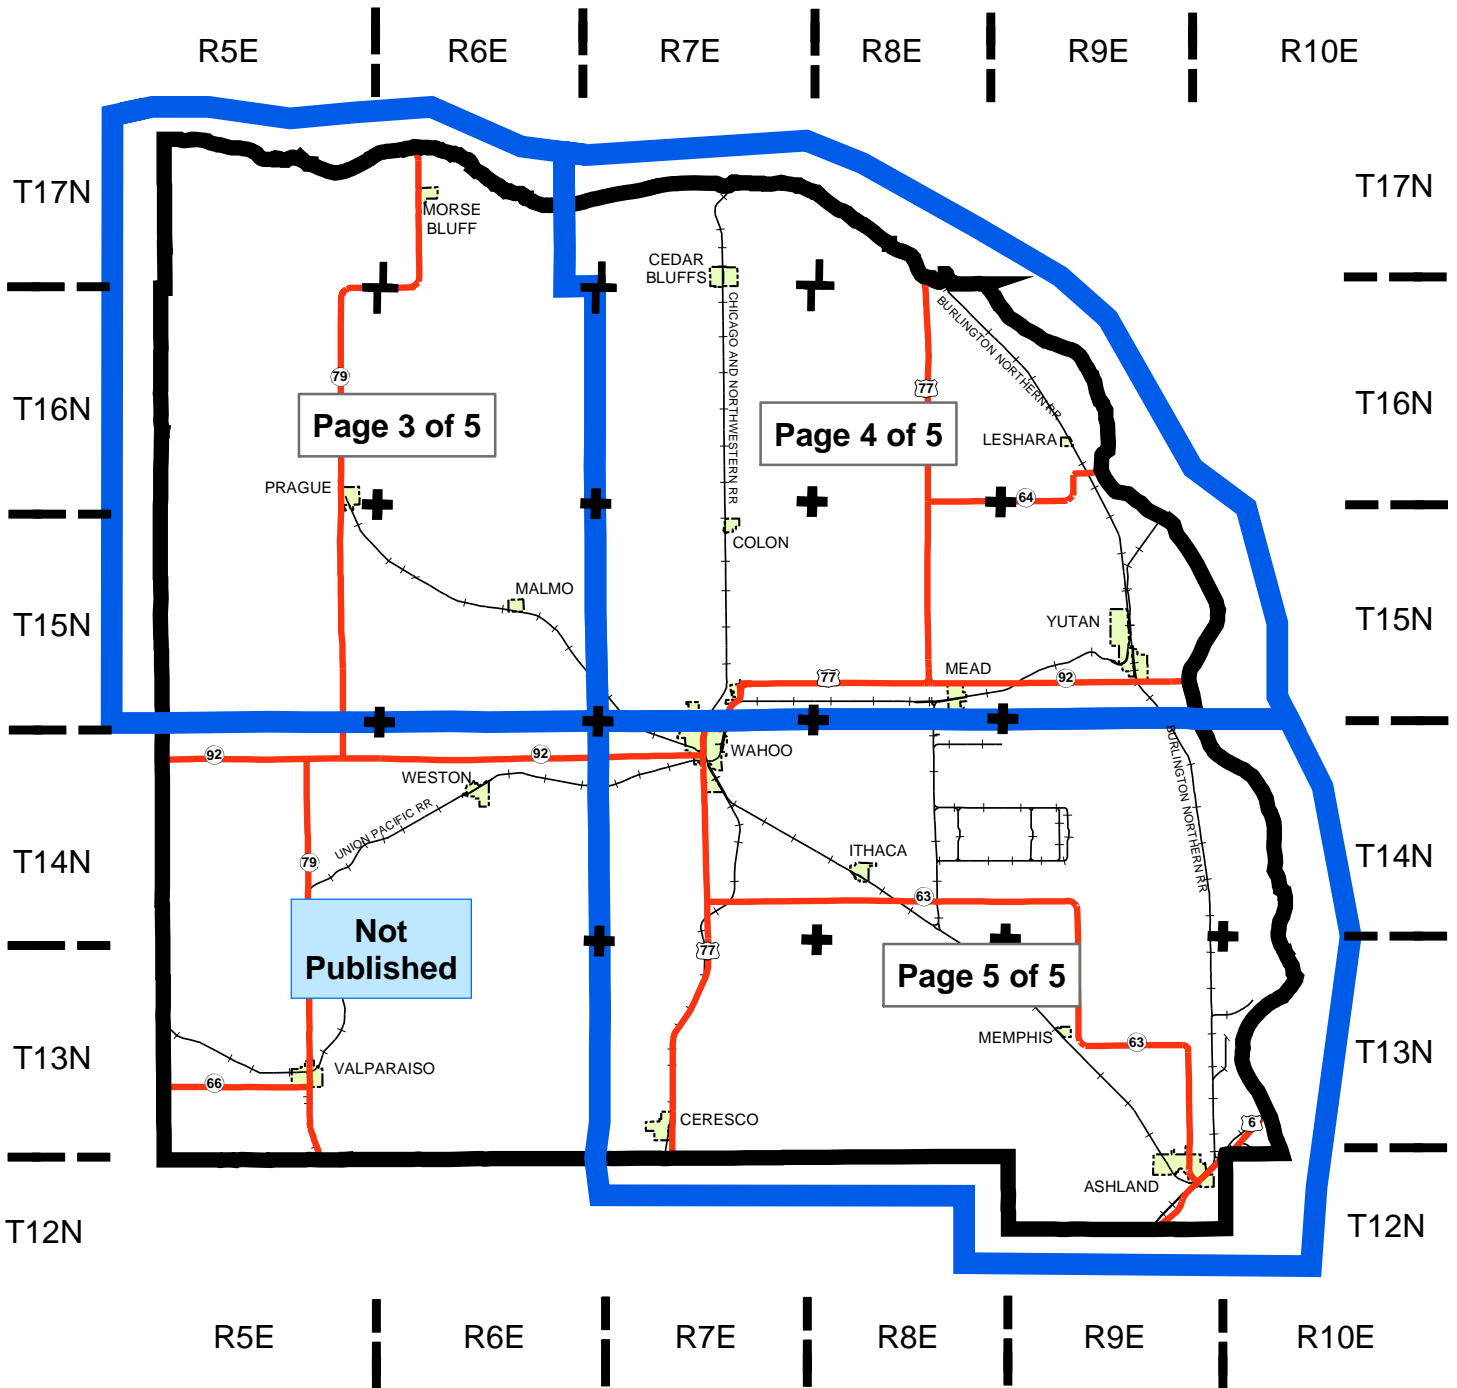 R5E
R6E
R7E
R8E
R9E
R10E
T17N
T17N
MORSE
BLUFF
CEDAR
BLUFFS
CHICAGO AND NORTHWESTERN RR
BURLINGTON NORTHERN RR
79
77
T16N
T16N
Page 3 of 5
Page 4 of 5
LESHARA
PRAGUE
64
COLON
MALMO
T15N
T15N
YUTAN
MEAD
77
92
92
92
WAHOO
BURLINGTON NORTHERN RR
WESTON
UNION PACIFIC RR
79
ITHACA
T14N
T14N
63
Not
Published
77
Page 5 of 5
MEMPHIS
63
T13N
T13N
VALPARAISO
66
CERESCO
6
ASHLAND
T12N
T12N
R5E
R6E
R7E
R8E
R9E
R10E